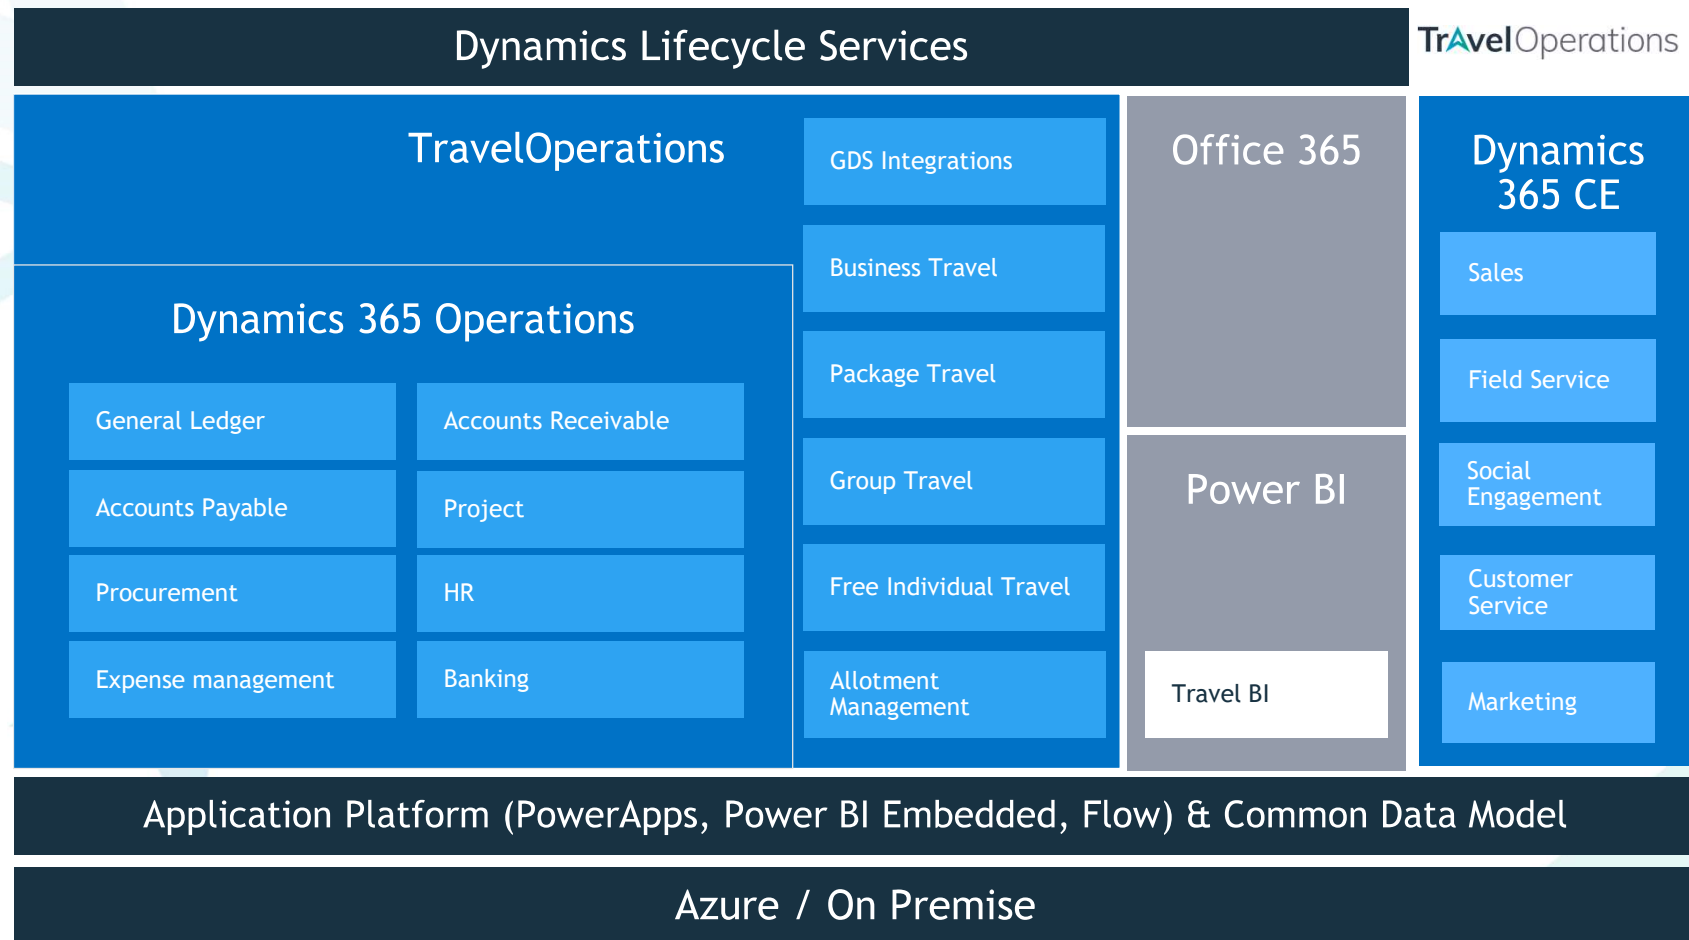 Dynamics Lifecycle Services
TrAvelOperations
TravelOperations
GDS Integrations
Business Travel
Package Travel
Group Travel
Free Individual Travel
Allotment
Management
Dynamics 365 Operations
General Ledger
Accounts Receivable
Accounts Payable
Project
Procurement
HR
Expense management
Banking
Office 365
Power BI
Travel BI
Dynamics
365 CE
Sales
Field Service
Social
Engagement
Customer
Service
Marketing
Application Platform (PowerApps, Power BI Embedded, Flow) & Common Data Model
Azure / On Premise